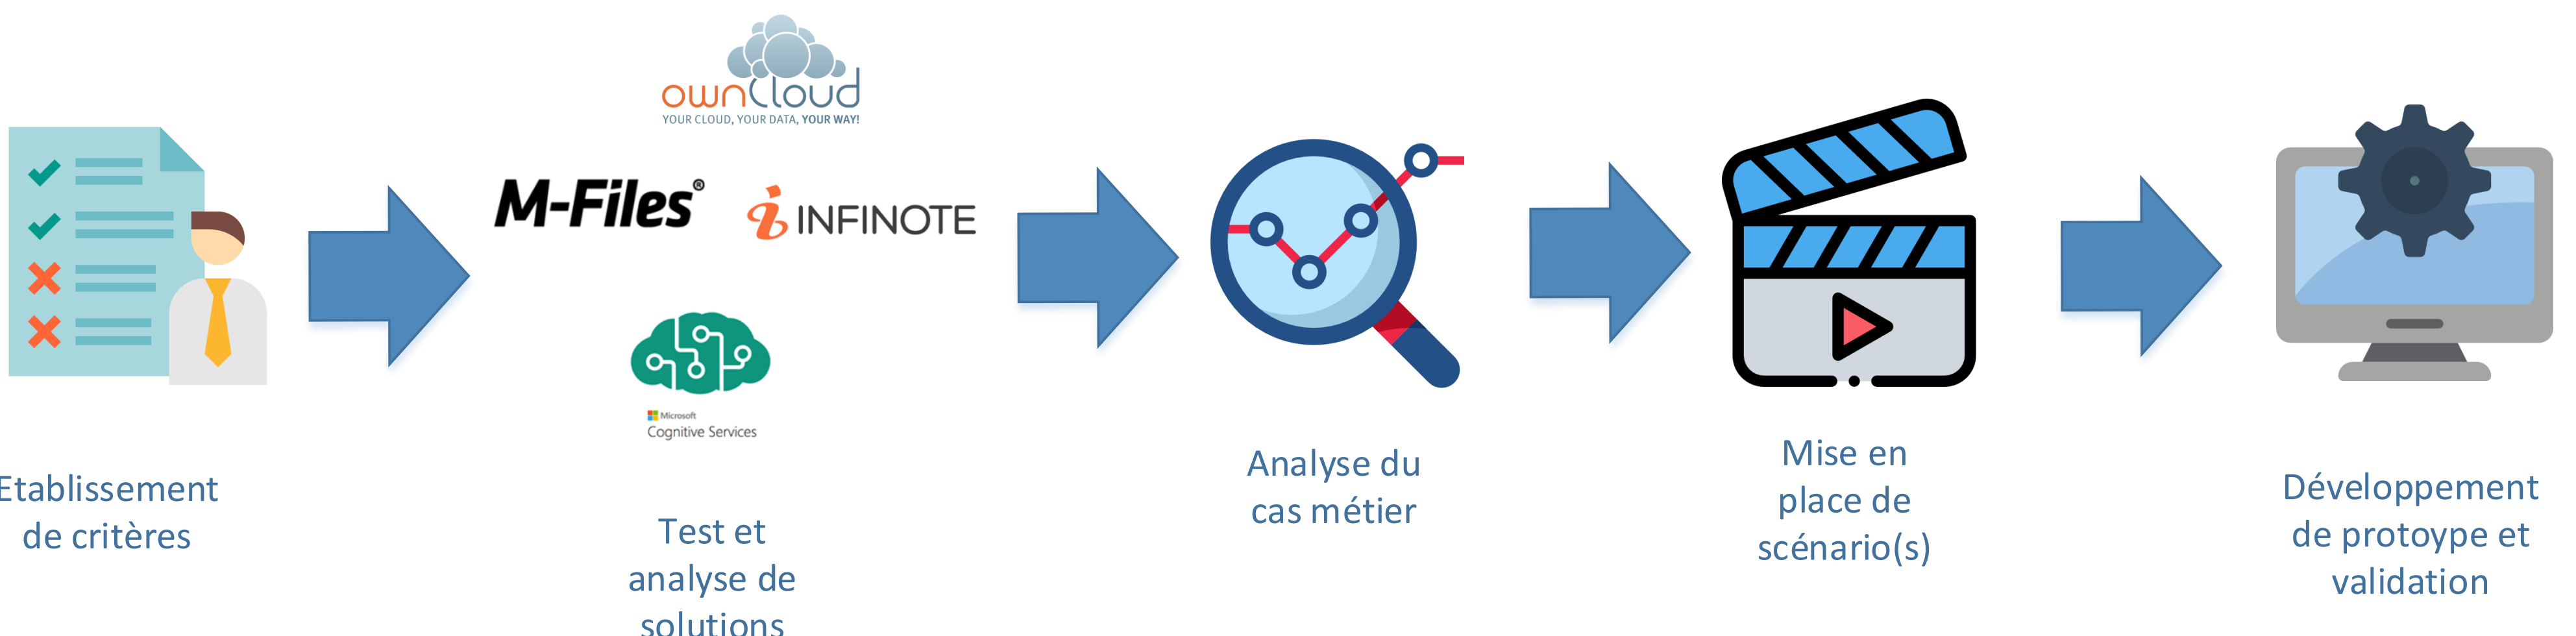 ownCloud
YOUR CLOUD, YOUR DATA, YOUR WAY!
M-Files®
i INFINOTE
Microsoft
Cognitive Services
Etablissement
de critères
Test et
analyse de
solutions
Analyse du
cas métier
Mise en
place de
scénario(s)
Développement
de protoype et
validation